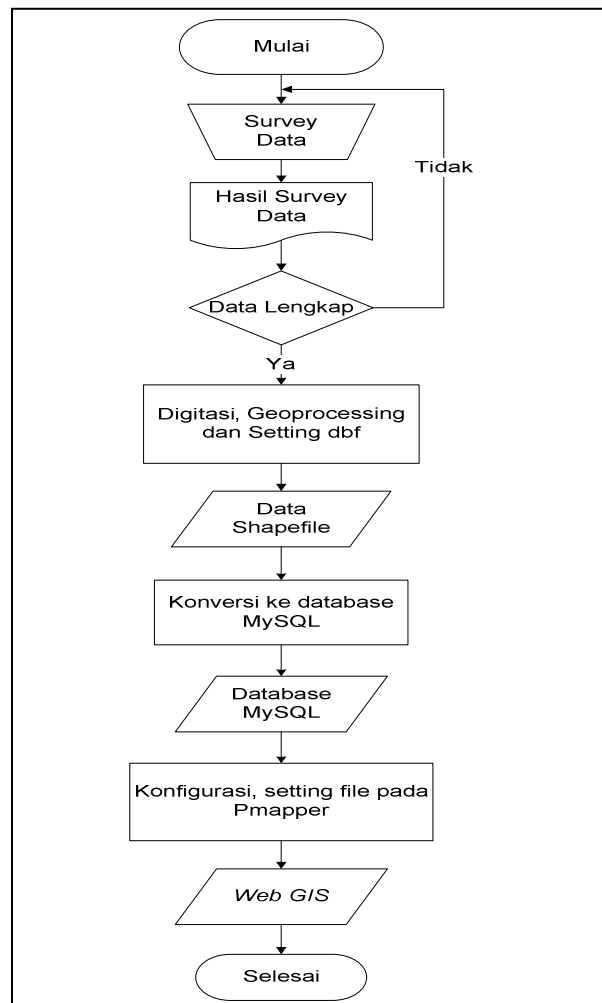 Mulai
Survey
Data
Tidak
Hasil Survey
Data
Data Lengkap
Ya
Digitasi, Geoprocessing
dan Setting dbf
Data
Shapefile
Konversi ke database
MySQL
Database
MySQL
Konfigurasi, setting file pada
Pmapper
Web GIS
Selesai